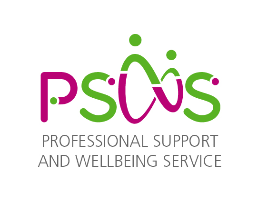 PSWS
PROFESSIONAL SUPPORT
AND WELLBEING SERVICE